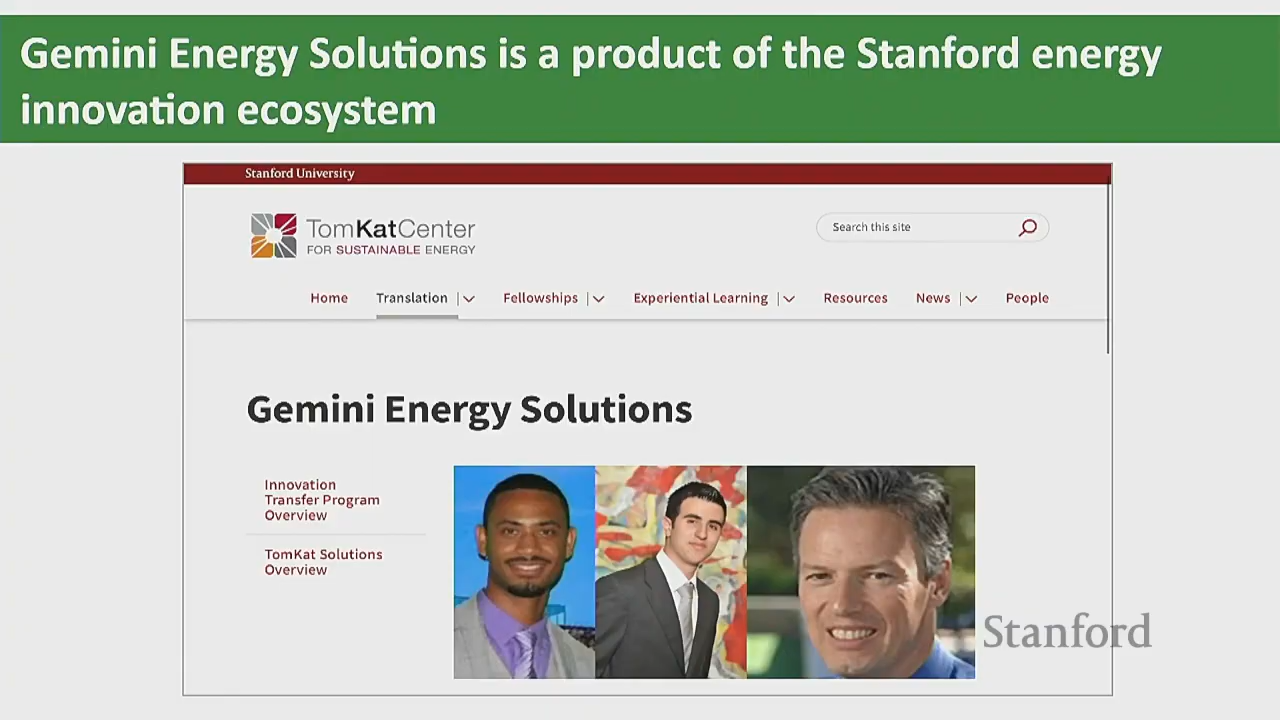 Gemini Energy Solutions is a product of the Stanford energy
innovation ecosystem
Stanford University
TomKatCenter
FOR SUSTAINABLE ENERGY
Search this site
Home Translation Fellowships Experiential Learning Resources News People
Gemini Energy Solutions
Innovation
Transfer Program
Overview
TomKat Solutions
Overview
Stanford